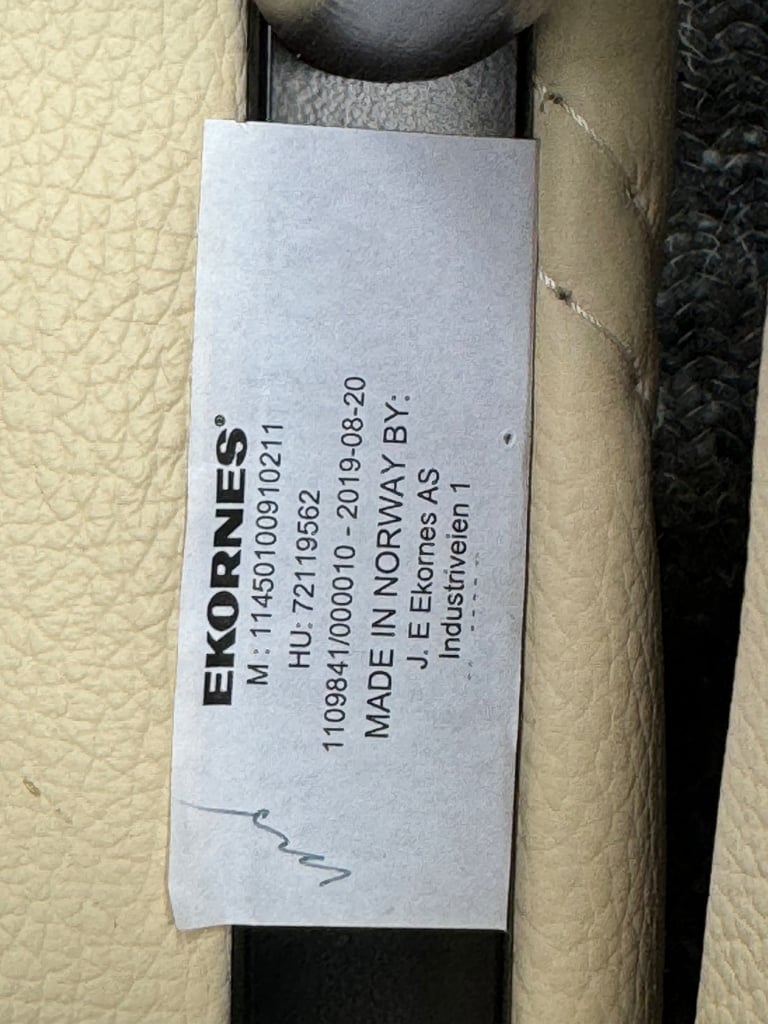 EKORNES®
M : 11450100910211
HU: 72119562
1109841/000010 - 2019-08-20
MADE IN NORWAY BY:
J. E Ekornes AS
Industriveien 1